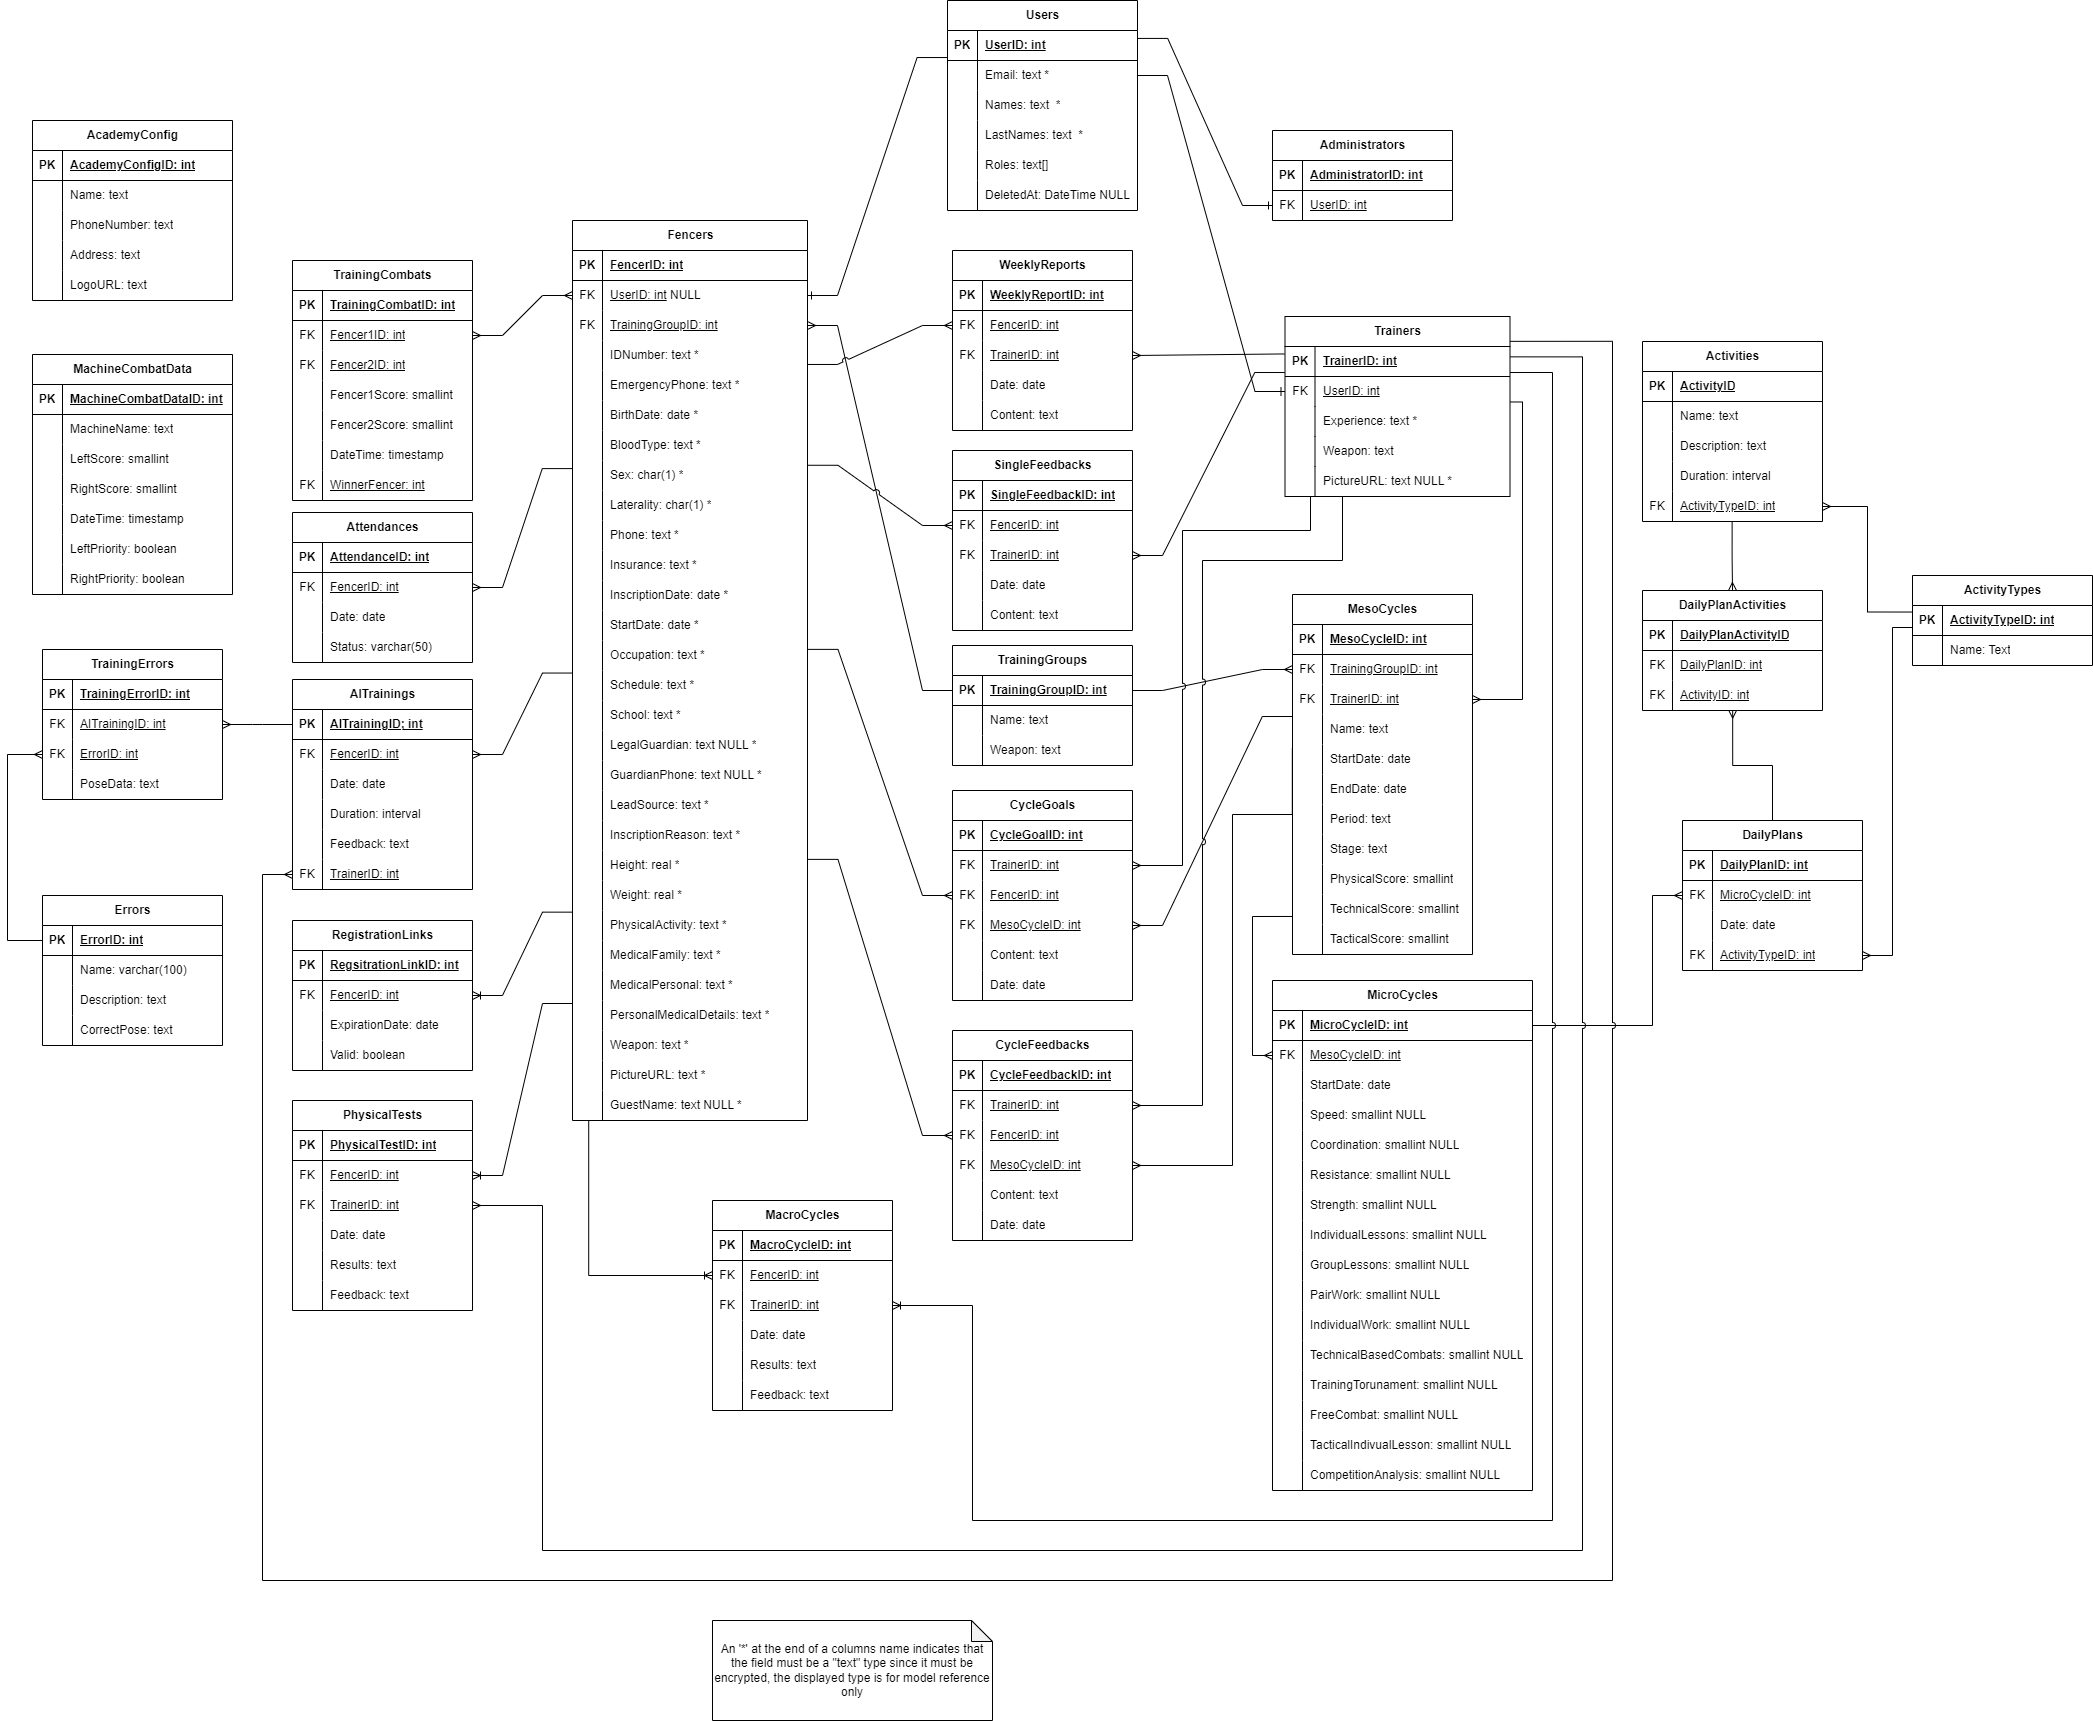 Users
PK UserID: int
Email: text *
Names: text  *
LastNames: text  *
Roles: text[]
DeletedAt: DateTime NULL
AcademyConfig
PK AcademyConfigID: int
Name: text
PhoneNumber: text
Address: text
LogoURL: text
Administrators
PK AdministratorID: int
FK UserID: int
MachineCombatData
PK MachineCombatDataID: int
MachineName: text
LeftScore: smallint
RightScore: smallint
DateTime: timestamp
LeftPriority: boolean
RightPriority: boolean
TrainingCombats
PK TrainingCombatID: int
FK Fencer1ID: int
FK Fencer2ID: int
Fencer1Score: smallint
Fencer2Score: smallint
DateTime: timestamp
FK WinnerFencer: int
Attendances
PK AttendanceID: int
FK FencerID: int
Date: date
Status: varchar(50)
TrainingErrors
PK TrainingErrorID: int
FK AITrainingID: int
FK ErrorID: int
PoseData: text
AITrainings
PK AITrainingID; int
FK FencerID: int
Date: date
Duration: interval
Feedback: text
FK TrainerID: int
Errors
PK ErrorID: int
Name: varchar(100)
Description: text
CorrectPose: text
RegistrationLinks
PK RegsitrationLinkID: int
FK FencerID: int
ExpirationDate: date
Valid: boolean
PhysicalTests
PK PhysicalTestID: int
FK FencerID: int
FK TrainerID: int
Date: date
Results: text
Feedback: text
Fencers
PK FencerID: int
FK UserID: int NULL
FK TrainingGroupID: int
IDNumber: text *
EmergencyPhone: text *
BirthDate: date *
BloodType: text *
Sex: char(1) *
Laterality: char(1) *
Phone: text *
Insurance: text *
InscriptionDate: date *
StartDate: date *
Occupation: text *
Schedule: text *
School: text *
LegalGuardian: text NULL *
GuardianPhone: text NULL *
LeadSource: text *
InscriptionReason: text *
Height: real *
Weight: real *
PhysicalActivity: text *
MedicalFamily: text *
MedicalPersonal: text *
PersonalMedicalDetails: text *
Weapon: text *
PictureURL: text *
GuestName: text NULL *
MacroCycles
PK MacroCycleID: int
FK FencerID: int
FK TrainerID: int
Date: date
Results: text
Feedback: text
WeeklyReports
PK WeeklyReportID: int
FK FencerID: int
FK TrainerID: int
Date: date
Content: text
SingleFeedbacks
PK SingleFeedbackID: int
FK FencerID: int
FK TrainerID: int
Date: date
Content: text
TrainingGroups
PK TrainingGroupID: int
Name: text
Weapon: text
CycleGoals
PK CycleGoalID: int
FK TrainerID: int
FK FencerID: int
FK MesoCycleID: int
Content: text
Date: date
CycleFeedbacks
PK CycleFeedbackID: int
FK TrainerID: int
FK FencerID: int
FK MesoCycleID: int
Content: text
Date: date
Trainers
PK TrainerID: int
FK UserID: int
Experience: text *
Weapon: text
PictureURL: text NULL *
MesoCycles
PK MesoCycleID: int
FK TrainingGroupID: int
FK TrainerID: int
Name: text
StartDate: date
EndDate: date
Period: text
Stage: text
PhysicalScore: smallint
TechnicalScore: smallint
TacticalScore: smallint
MicroCycles
PK MicroCycleID: int
FK MesoCycleID: int
StartDate: date
Speed: smallint NULL
Coordination: smallint NULL
Resistance: smallint NULL
Strength: smallint NULL
IndividualLessons: smallint NULL
GroupLessons: smallint NULL
PairWork: smallint NULL
IndividualWork: smallint NULL
TechnicalBasedCombats: smallint NULL
TrainingTorunament: smallint NULL
FreeCombat: smallint NULL
TacticalIndivualLesson: smallint NULL
CompetitionAnalysis: smallint NULL
Activities
PK ActivityID
Name: text
Description: text
Duration: interval
FK ActivityTypeID: int
DailyPlanActivities
PK DailyPlanActivityID
FK DailyPlanID: int
FK ActivityID: int
ActivityTypes
PK ActivityTypeID: int
Name: Text
DailyPlans
PK DailyPlanID: int
FK MicroCycleID: int
Date: date
FK ActivityTypeID: int
An '*' at the end of a columns name indicates that
the field must be a "text" type since it must be
encrypted, the displayed type is for model reference
only